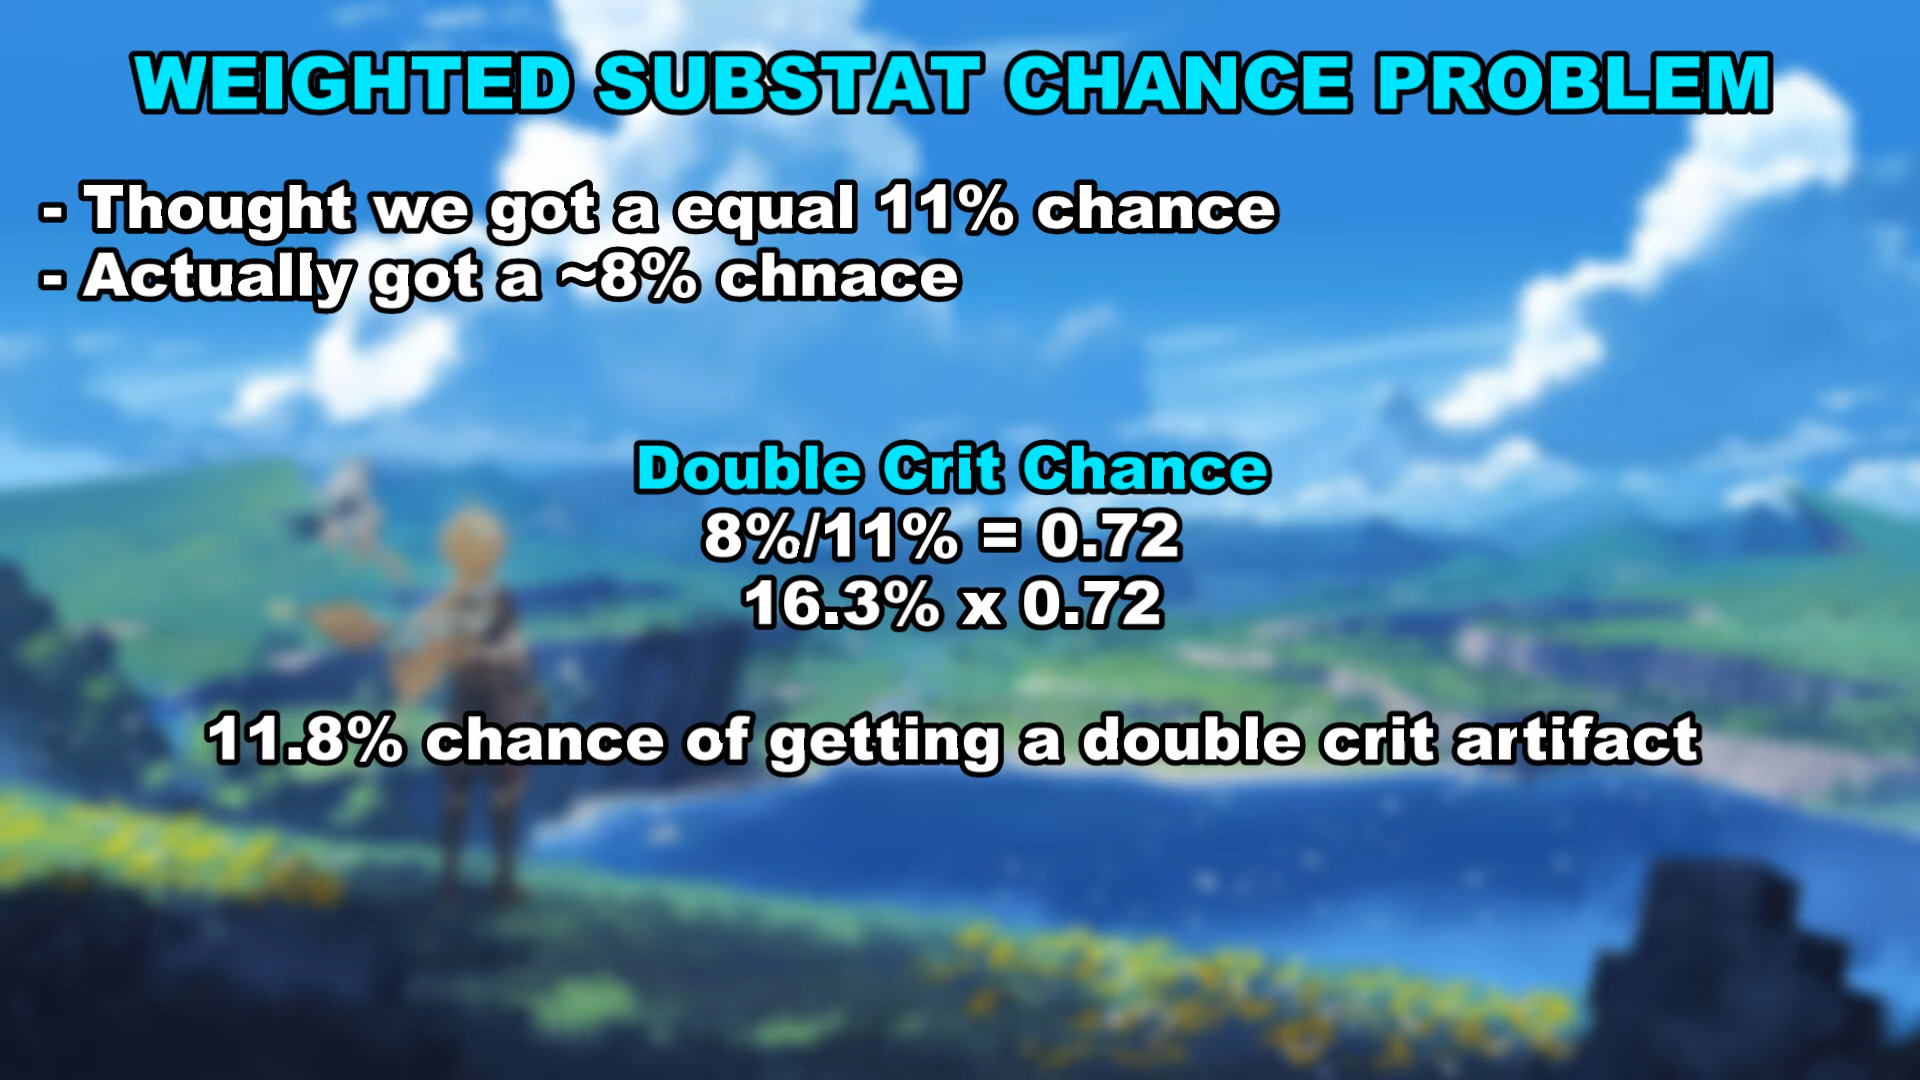 WEIGHTED SUBSTAT CHANCE PROBLEM
- Thought we got a equal 11% chance
- Actually got a ~8% chnace
Double Crit Chance
8%/11% = 0.72
16.3% x 0.72
11.8% chance of getting a double crit artifact